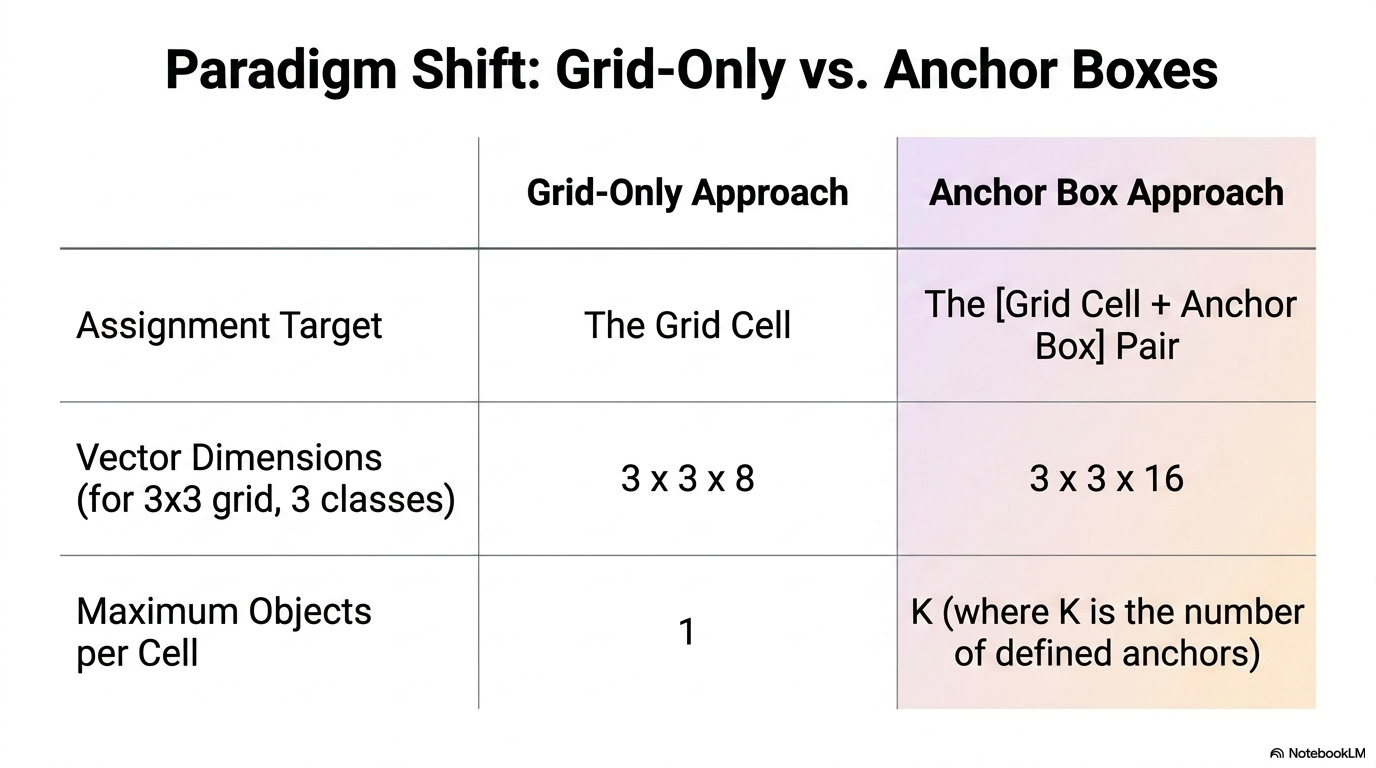 Paradigm Shift: Grid-Only vs. Anchor Boxes
Grid-Only Approach
Anchor Box Approach
Assignment Target
The Grid Cell
The [Grid Cell + Anchor
Box] Pair
Vector Dimensions
(for 3x3 grid, 3 classes)
3 x 3 x 8
3 x 3 x 16
Maximum Objects
per Cell
1
K (where K is the number
of defined anchors)
NotebookLM